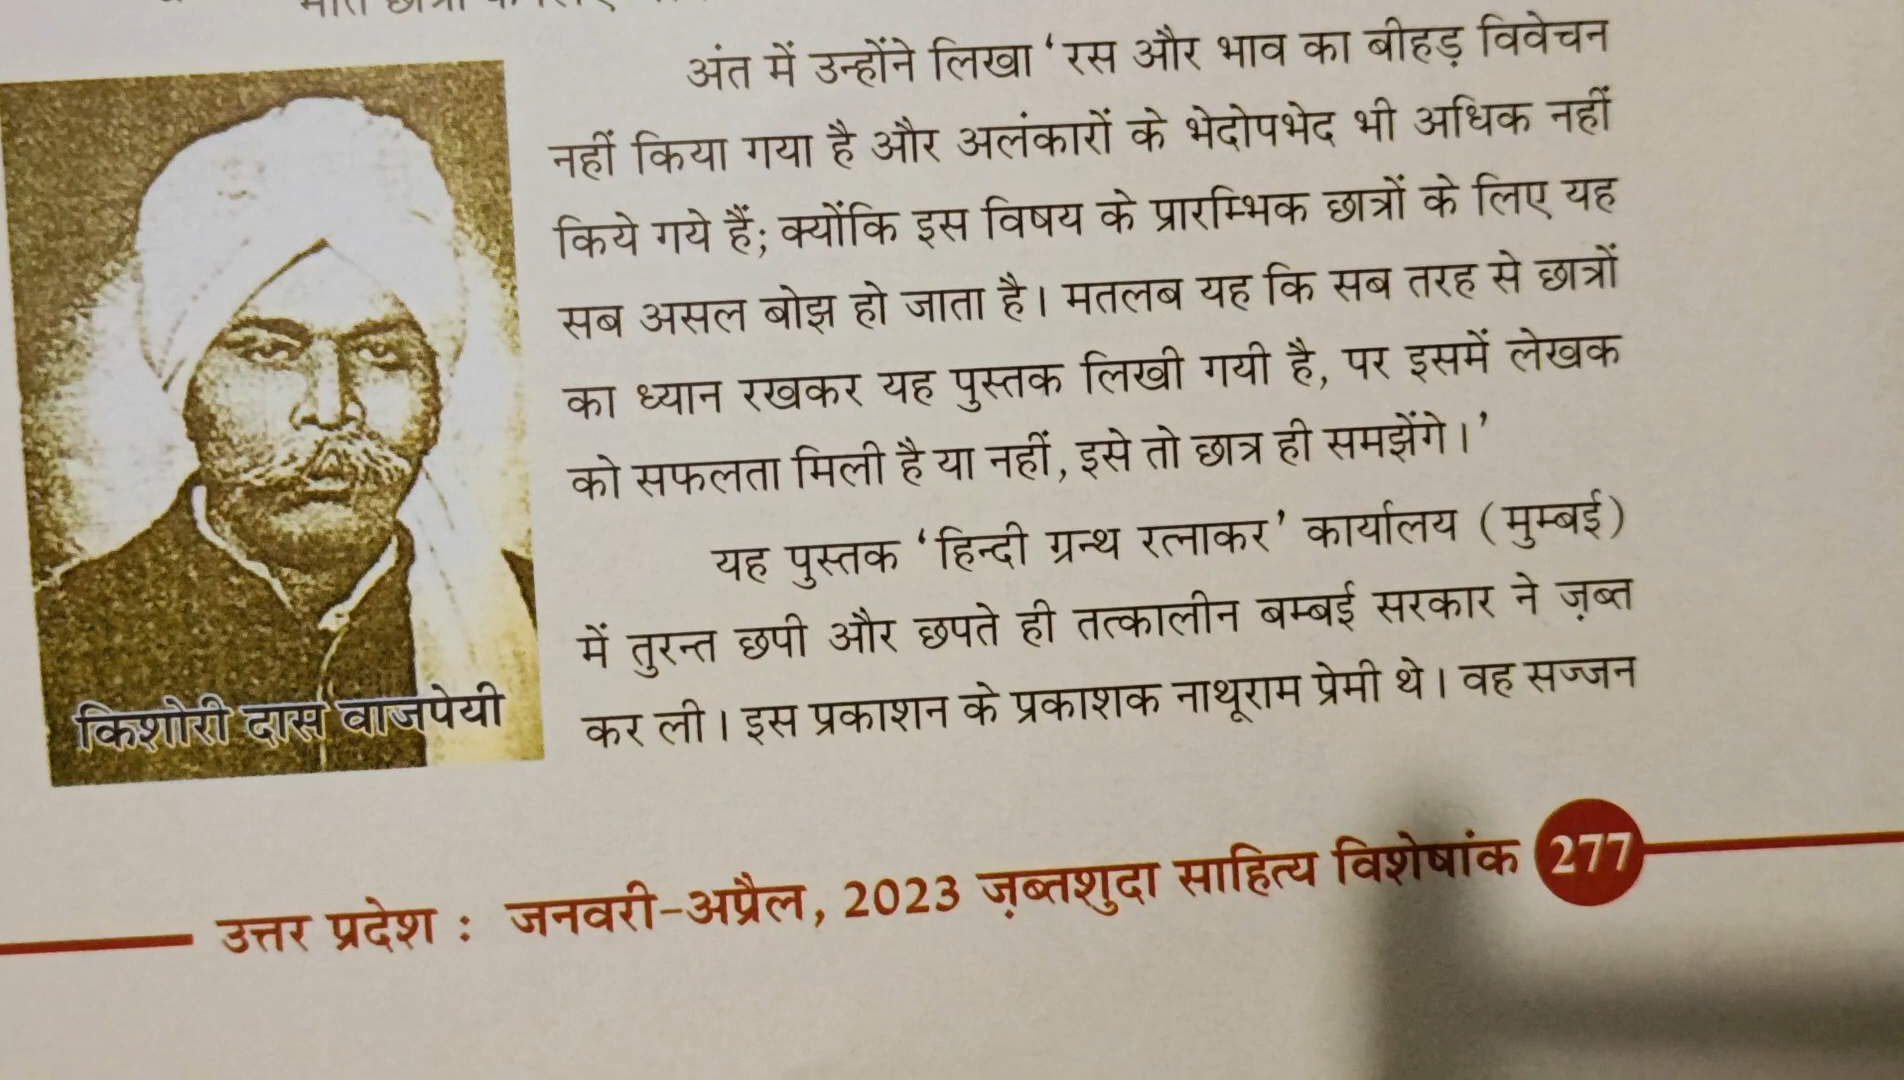 अंत में उन्होंने लिखा ‘रस और भाव का बीहड़ विवेचन
नहीं किया गया है और अलंकारों के भेदोपभेद भी अधिक नहीं
किये गये हैं; क्योंकि इस विषय के प्रारम्भिक छात्रों के लिए यह
सब असल बोझ हो जाता है। मतलब यह कि सब तरह से छात्रों
का ध्यान रखकर यह पुस्तक लिखी गयी है, पर इसमें लेखक
को सफलता मिली है या नहीं, इसे तो छात्र ही समझेंगे।’
यह पुस्तक ‘हिन्दी ग्रन्थ रत्नाकर’ कार्यालय (मुम्बई)
में तुरन्त छपी और छपते ही तत्कालीन बम्बई सरकार ने ज़ब्त
कर ली। इस प्रकाशन के प्रकाशक नाथूराम प्रेमी थे। वह सज्जन
किशोरी दास वाजपेयी
उत्तर प्रदेश : जनवरी-अप्रैल, 2023 ज़ब्तशुदा साहित्य विशेषांक 277